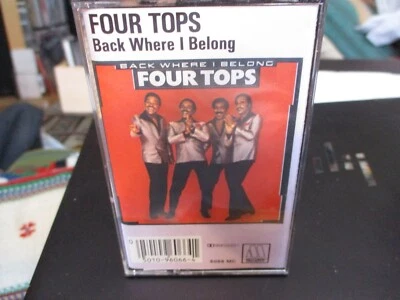 FOUR TOPS
Back Where I Belong
BACK WHERE I BELONG
FOUR TOPS